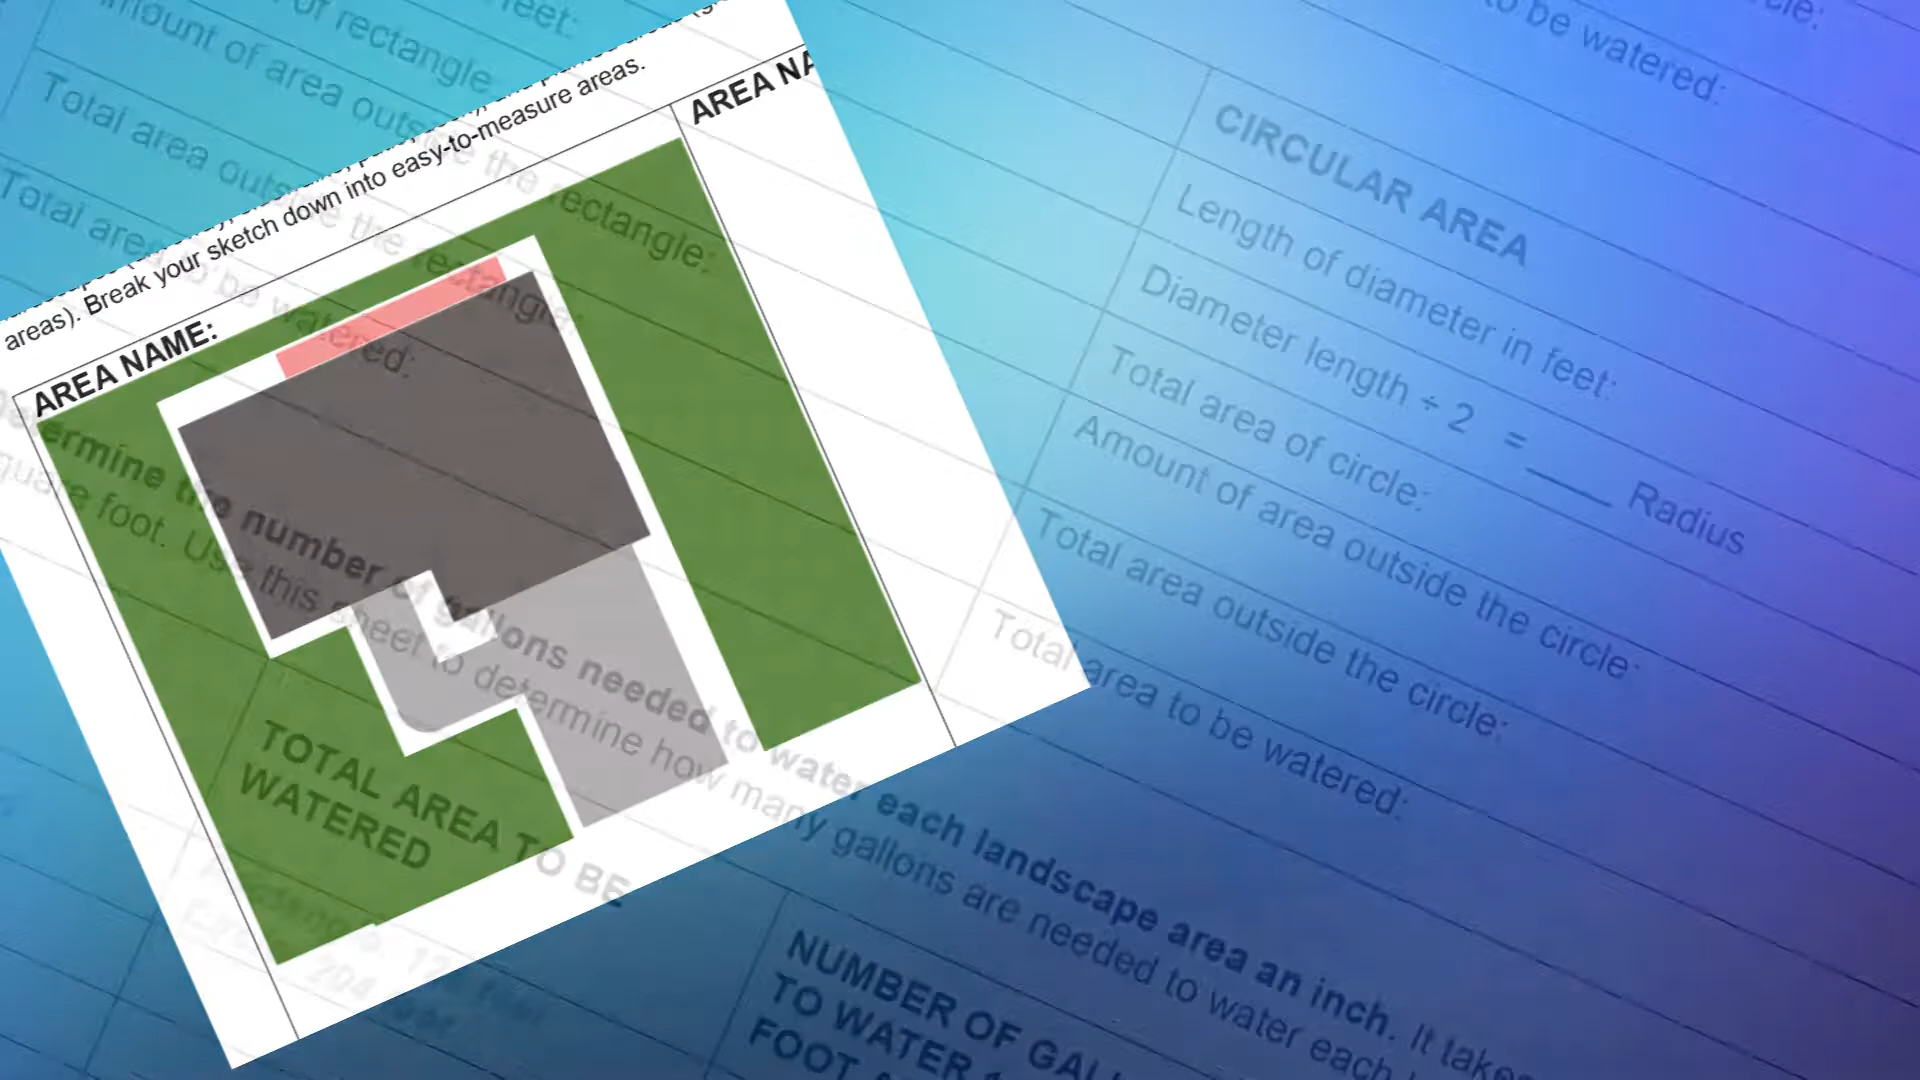 areas). Break your sketch down into easy-to-measure areas.
AREA NAME:
AREA NA
feet:
of rectangle
mount of area outside the rectangle:
Total area outside the rectangle:
Total area to be watered:
ermine the number of gallons needed to water each landscape area an inch. It takes
quare foot. Use this sheet to determine how many gallons are needed to water each
TOTAL AREA TO BE
WATERED
NUMBER OF GAL
TO WATER 1
FOOT
to be watered:
cle:
CIRCULAR AREA
Length of diameter in feet:
Diameter length ÷ 2 = ____ Radius
Total area of circle:
Amount of area outside the circle:
Total area outside the circle:
Total area to be watered: